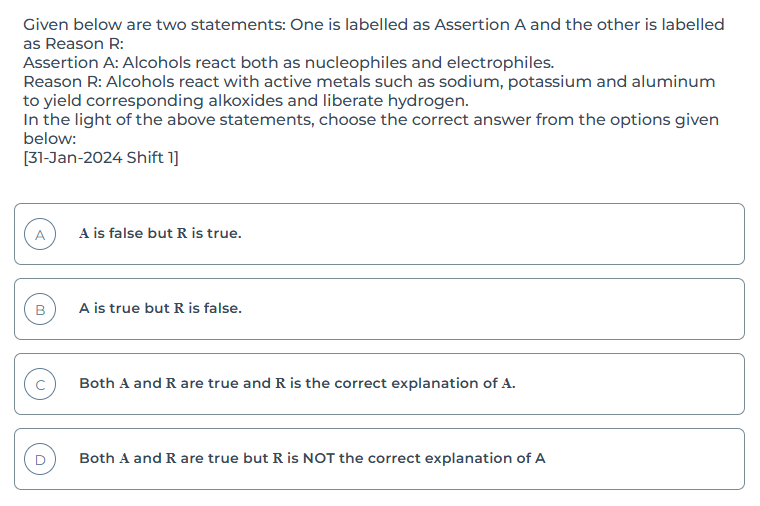 Given below are two statements: One is labelled as Assertion A and the other is labelled
as Reason R:
Assertion A: Alcohols react both as nucleophiles and electrophiles.
Reason R: Alcohols react with active metals such as sodium, potassium and aluminum
to yield corresponding alkoxides and liberate hydrogen.
In the light of the above statements, choose the correct answer from the options given
below:
[31-Jan-2024 Shift 1]
A A is false but R is true.
B A is true but R is false.
C Both A and R are true and R is the correct explanation of A.
D Both A and R are true but R is NOT the correct explanation of A